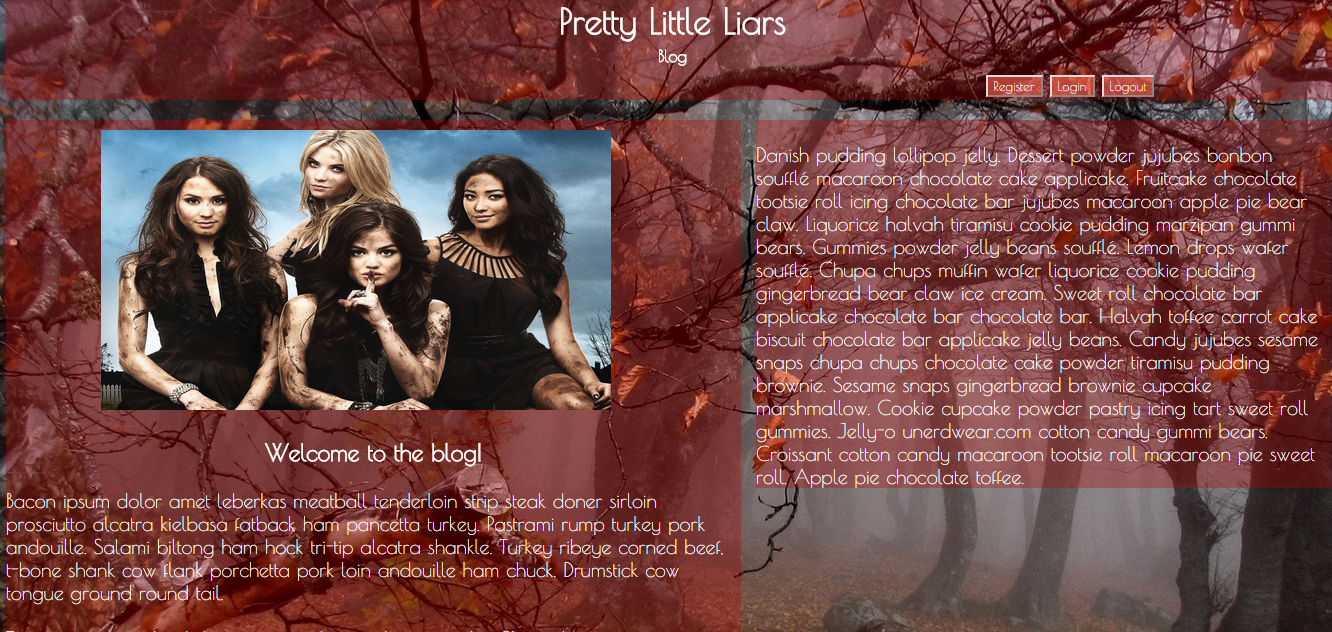 Pretty Little Liars
Blog
Register Login Logout
Welcome to the blog!
Bacon ipsum dolor amet leberkas meatball tenderloin strip steak doner sirloin
prosciutto alcatra kielbasa fatback ham pancetta turkey. Pastrami rump turkey pork
andouille. Salami biltong ham hock tri-tip alcatra shankle. Turkey ribeye corned beef,
t-bone shank cow flank porchetta pork loin andouille ham chuck. Drumstick cow
tongue ground round tail.
Danish pudding lollipop jelly. Dessert powder jujubes bonbon
soufflé macaroon chocolate cake applicake. Fruitcake chocolate
tootsie roll icing chocolate bar jujubes macaroon apple pie bear
claw. Liquorice halvah tiramisu cookie pudding marzipan gummi
bears. Gummies powder jelly beans soufflé. Lemon drops wafer
soufflé. Chupa chups muffin wafer liquorice cookie pudding
gingerbread bear claw ice cream. Sweet roll chocolate bar
applicake chocolate bar chocolate bar. Halvah toffee carrot cake
biscuit chocolate bar applicake jelly beans. Candy jujubes sesame
snaps chupa chups chocolate cake powder tiramisu pudding
brownie. Sesame snaps gingerbread brownie cupcake
marshmallow. Cookie cupcake powder pastry icing tart sweet roll
gummies. Jelly-o unerdwear.com cotton candy gummi bears.
Croissant cotton candy macaroon tootsie roll macaroon pie sweet
roll. Apple pie chocolate toffee.